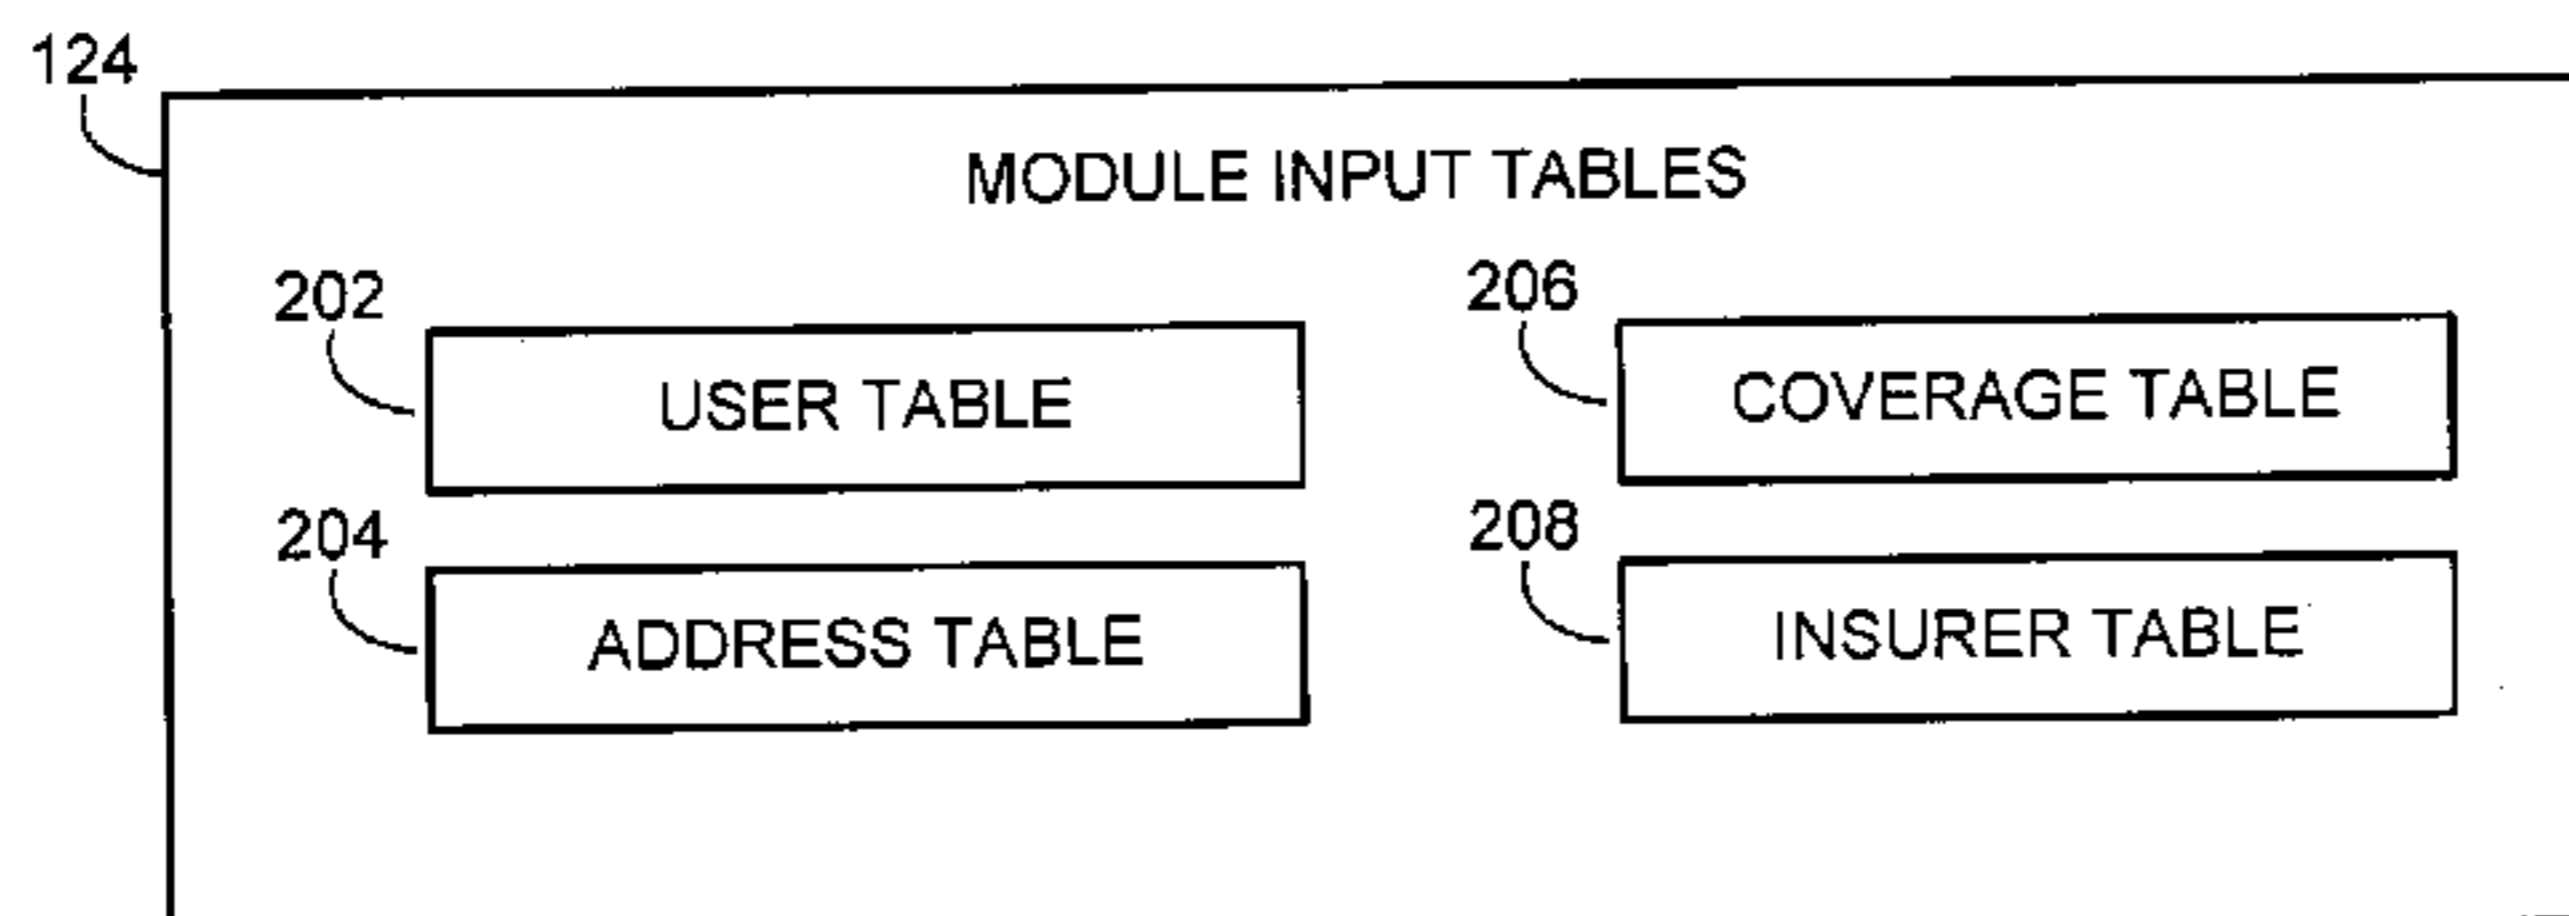 124
MODULE INPUT TABLES
202
USER TABLE
206
COVERAGE TABLE
204
ADDRESS TABLE
208
INSURER TABLE